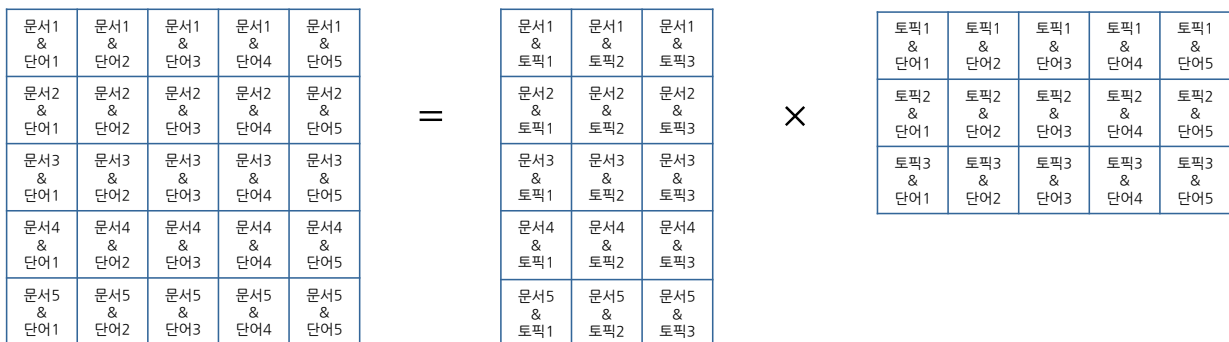 문서1 & 단어1 문서1 & 단어2 문서1 & 단어3 문서1 & 단어4 문서1 & 단어5
문서2 & 단어1 문서2 & 단어2 문서2 & 단어3 문서2 & 단어4 문서2 & 단어5
문서3 & 단어1 문서3 & 단어2 문서3 & 단어3 문서3 & 단어4 문서3 & 단어5
문서4 & 단어1 문서4 & 단어2 문서4 & 단어3 문서4 & 단어4 문서4 & 단어5
문서5 & 단어1 문서5 & 단어2 문서5 & 단어3 문서5 & 단어4 문서5 & 단어5
=
문서1 & 토픽1 문서1 & 토픽2 문서1 & 토픽3
문서2 & 토픽1 문서2 & 토픽2 문서2 & 토픽3
문서3 & 토픽1 문서3 & 토픽2 문서3 & 토픽3
문서4 & 토픽1 문서4 & 토픽2 문서4 & 토픽3
문서5 & 토픽1 문서5 & 토픽2 문서5 & 토픽3
×
토픽1 & 단어1 토픽1 & 단어2 토픽1 & 단어3 토픽1 & 단어4 토픽1 & 단어5
토픽2 & 단어1 토픽2 & 단어2 토픽2 & 단어3 토픽2 & 단어4 토픽2 & 단어5
토픽3 & 단어1 토픽3 & 단어2 토픽3 & 단어3 토픽3 & 단어4 토픽3 & 단어5